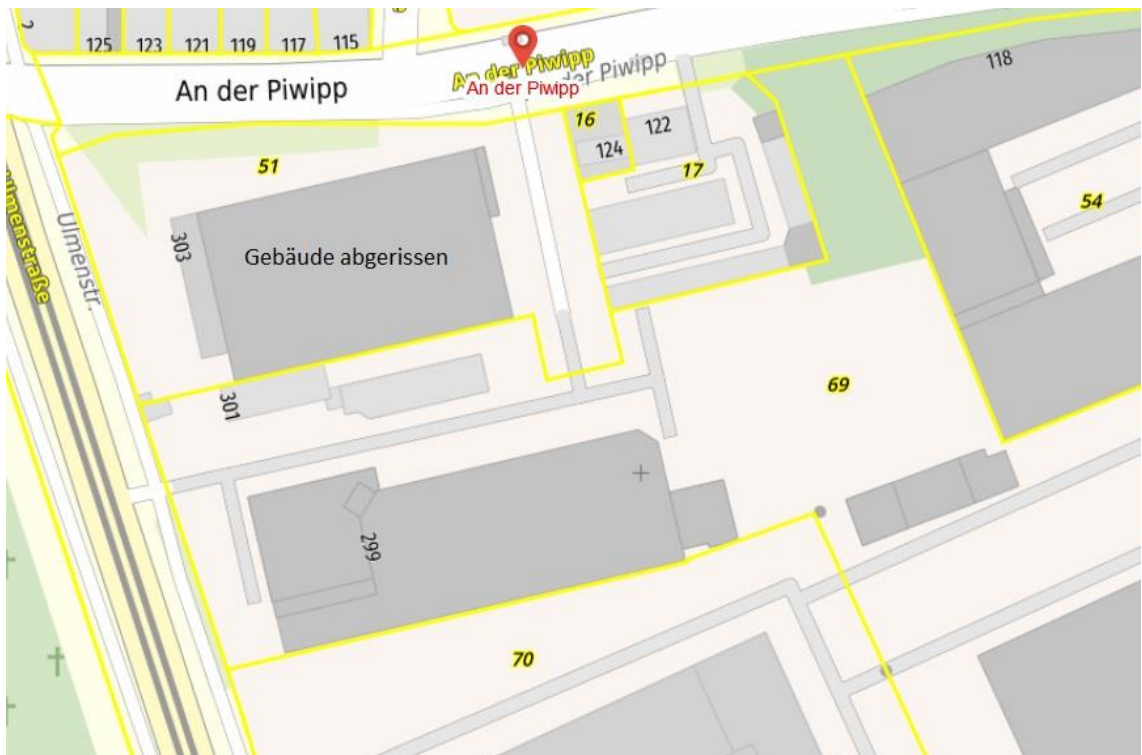 2
125
123
121
119
117
115
An der Piwipp
An der Piwipp
An der Piwipp
der Piwipp
118
16
122
124
17
51
54
303
Gebäude abgerissen
Ulmenstraße
Ulmenstr.
69
301
299
70